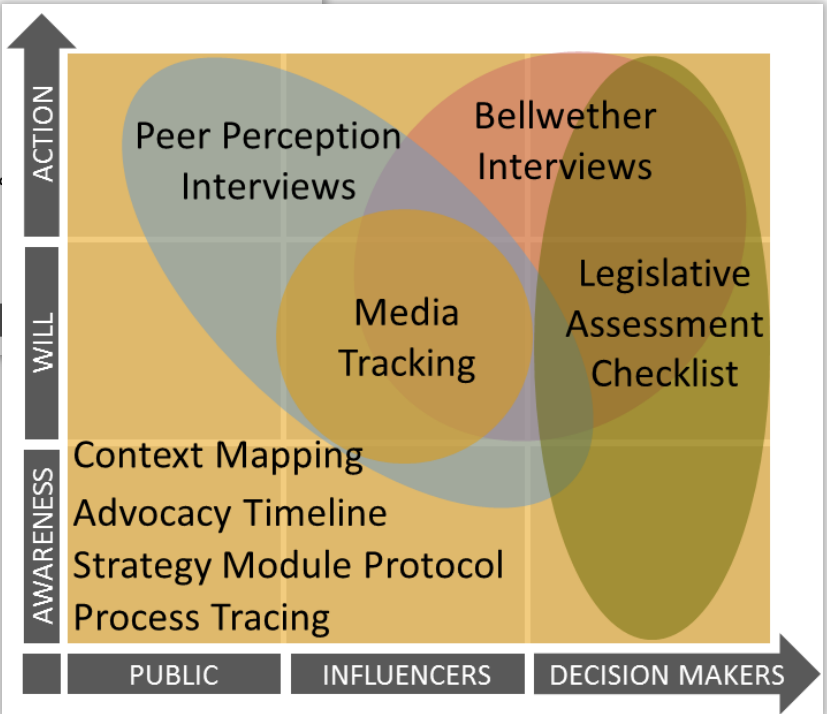 ACTION
Peer Perception
Interviews
Bellwether
Interviews
WILL
Media
Tracking
Legislative
Assessment
Checklist
AWARENESS
Context Mapping
Advocacy Timeline
Strategy Module Protocol
Process Tracing
PUBLIC
INFLUENCERS
DECISION MAKERS